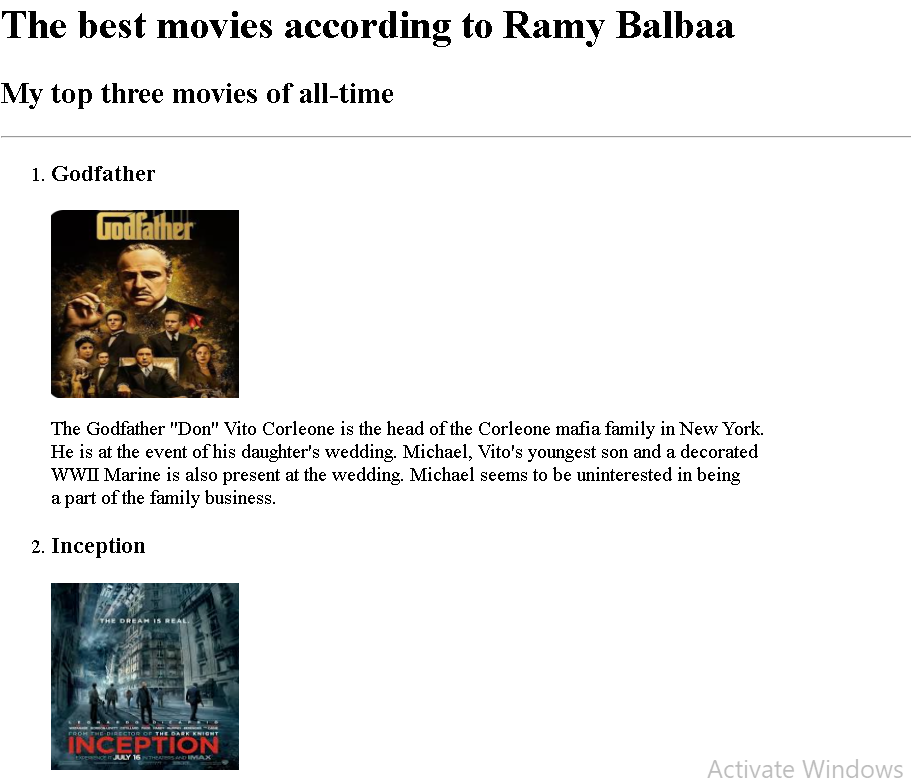 The best movies according to Ramy Balbaa
My top three movies of all-time
1. Godfather
Godfather
The Godfather "Don" Vito Corleone is the head of the Corleone mafia family in New York.
He is at the event of his daughter's wedding. Michael, Vito's youngest son and a decorated
WWII Marine is also present at the wedding. Michael seems to be uninterested in being
a part of the family business.
2. Inception
THE DREAM IS REAL.
LEONARDO DICAPRIO
FROM THE DIRECTOR OF THE DARK KNIGHT
INCEPTION
JULY 16 IN THEATERS AND IMAX
Activate Windows